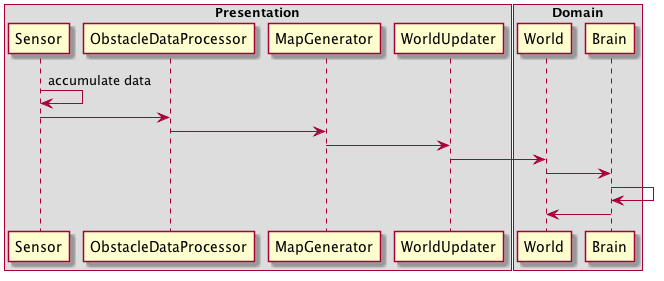 Presentation Domain
Sensor ObstacleDataProcessor MapGenerator WorldUpdater World Brain
accumulate data
Sensor ObstacleDataProcessor MapGenerator WorldUpdater World Brain